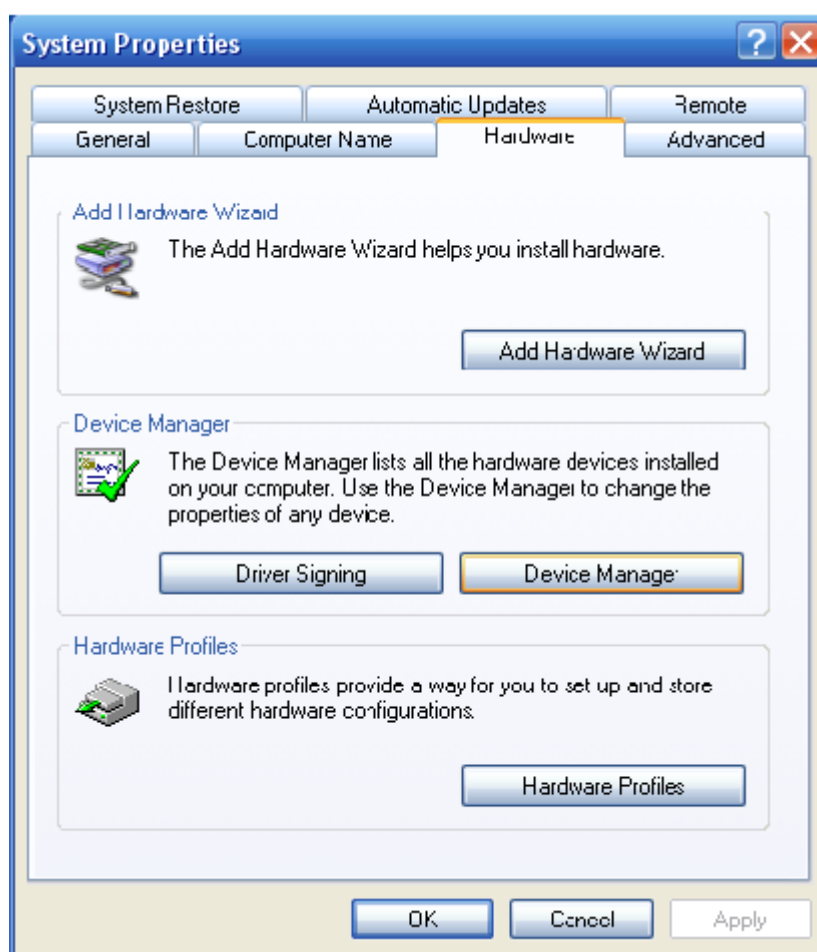 System Properties
System Restore
Automatic Updates
Remote
General
Computer Name
Hardware
Advanced
Add Hardware Wizard
The Add Hardware Wizard helps you install hardware.
Add Hardware Wizard
Device Manager
The Device Manager lists all the hardware devices installed
on your computer. Use the Device Manager to change the
properties of any device.
Driver Signing
Device Manager
Hardware Profiles
Hardware profiles provide a way for you to set up and store
different hardware configurations.
Hardware Profiles
OK
Cancel
Apply